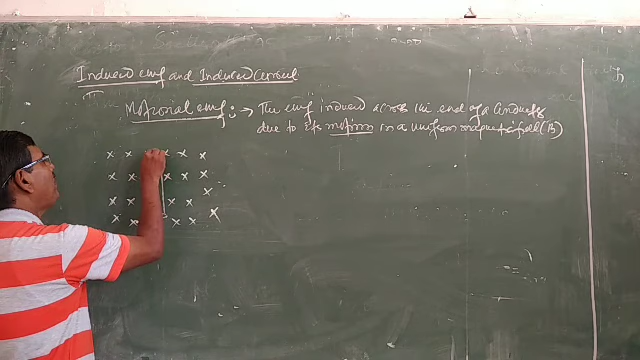 Induced emf and Induced Current
Motional emf :→ The emf induced across the end of a Conductor
due to its motion in a uniform magnetic field (B)
x x x x x
x x x x x
x x x x x
x x x x x